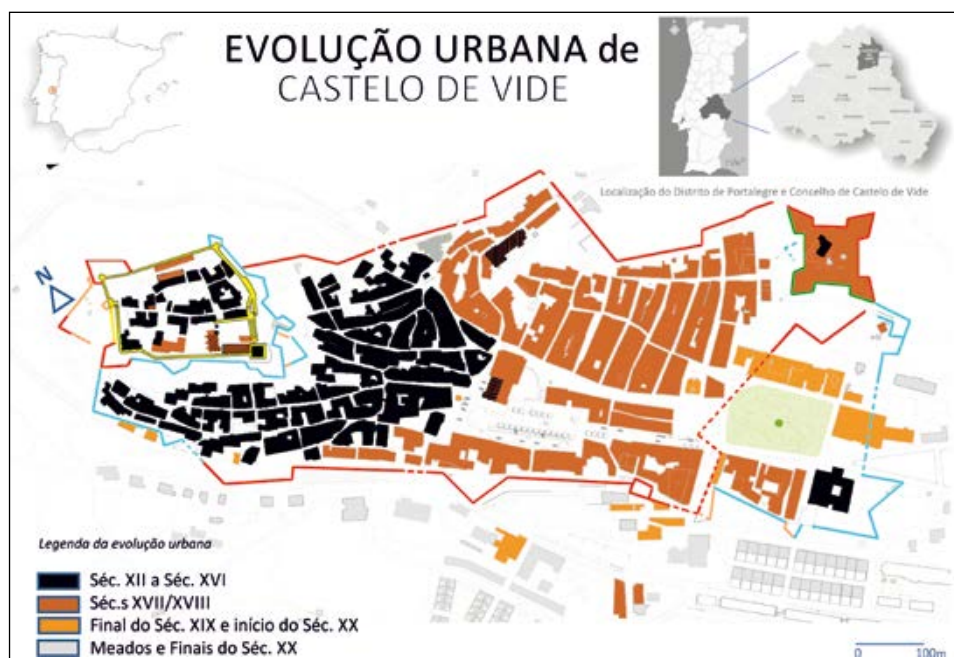 EVOLUÇÃO URBANA de
CASTELO DE VIDE
Localização do Distrito de Portalegre e Concelho de Castelo de Vide
N
Legenda da evolução urbana
Séc. XII a Séc. XVI
Séc.s XVII/XVIII
Final do Séc. XIX e início do Séc. XX
Meados e Finais do Séc. XX
0 100m